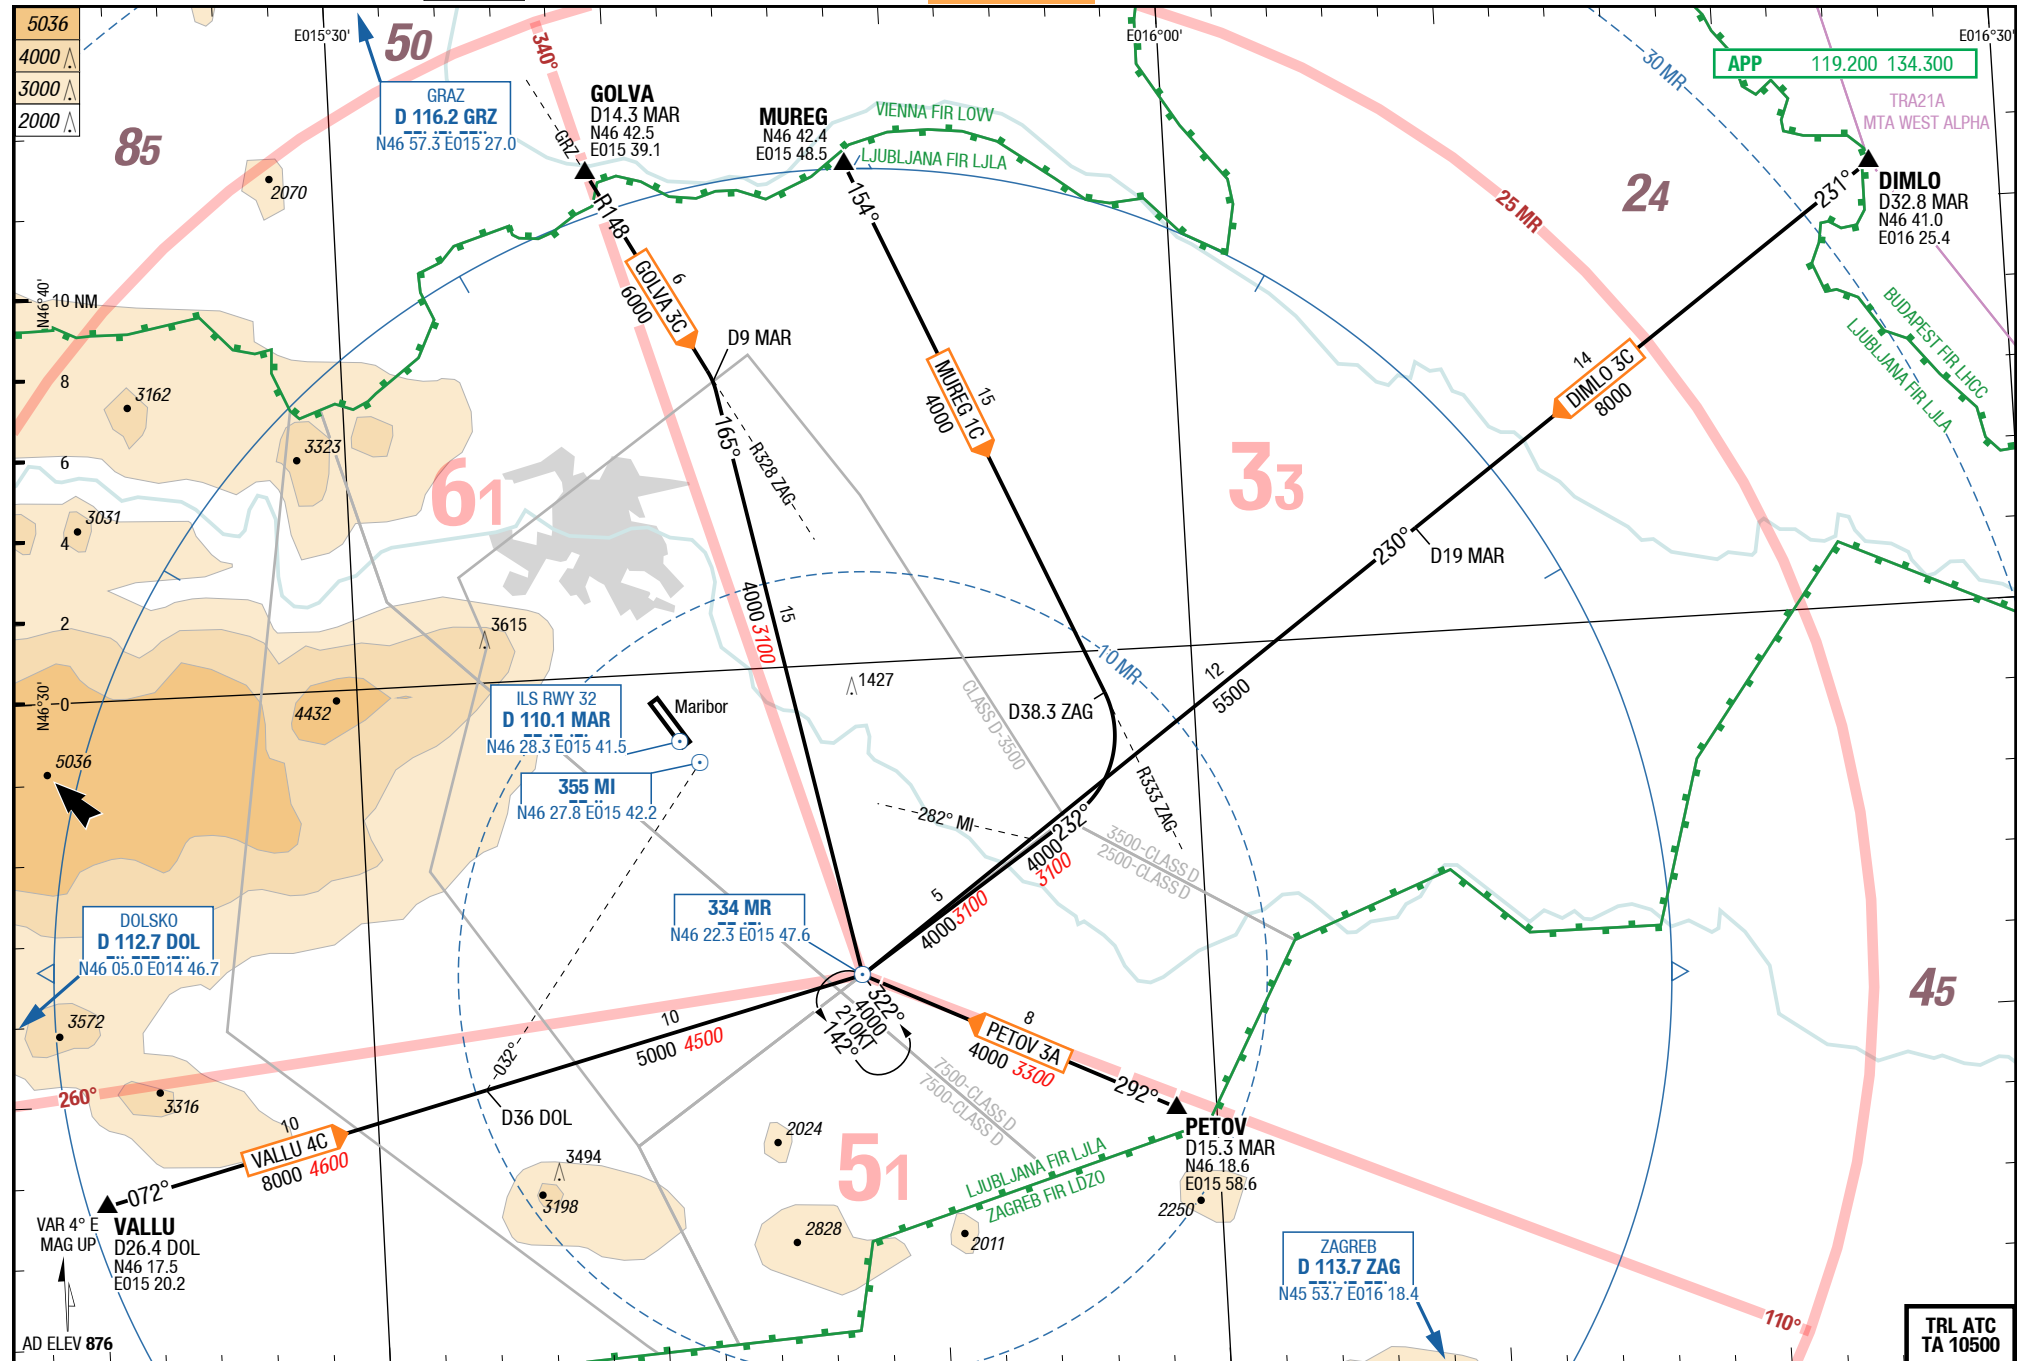 5036
4000
3000
2000
E015°30'
E016°00'
E016°30'
50
85
340°
GRAZ
D 116.2 GRZ
N46 57.3 E015 27.0
GRZ
GOLVA
D14.3 MAR
N46 42.5
E015 39.1
MUREG
N46 42.4
E015 48.5
VIENNA FIR LOVV
LJUBLJANA FIR LJLA
30 MR
APP 119.200 134.300
TRA21A
MTA WEST ALPHA
DIMLO
D32.8 MAR
N46 41.0
E016 25.4
231°
24
25 MR
2070
R148
154°
6
GOLVA 3C
6000
D9 MAR
N46°40'
10 NM
8
6
4
2
0
N46°30'
15
MUREG 1C
4000
14
DIMLO 3C
8000
BUDAPEST FIR LHCC
LJUBLJANA FIR LJLA
3162
3323
3031
61
33
165°
R328 ZAG
230°
D19 MAR
4000 3100
15
3615
1427
4432
5036
10 MR
12
5500
ILS RWY 32
D 110.1 MAR
N46 28.3 E015 41.5
Maribor
355 MI
N46 27.8 E015 42.2
CLASS D-3500
D38.3 ZAG
R333 ZAG
282° MI
232°
4000
3100
3500-CLASS D
2500-CLASS D
5
4000 3100
334 MR
N46 22.3 E015 47.6
DOLSKO
D 112.7 DOL
N46 05.0 E014 46.7
45
322°
4000
210KT
142°
8
PETOV 3A
4000 3300
292°
10
5000 4500
032°
D36 DOL
3572
260°
3316
7500-CLASS D
7500-CLASS D
10
VALLU 4C
8000 4600
072°
VALLU
D26.4 DOL
N46 17.5
E015 20.2
VAR 4° E
MAG UP
AD ELEV 876
3494
3198
2024
2828
51
2011
LJUBLJANA FIR LJLA
ZAGREB FIR LDZO
PETOV
D15.3 MAR
N46 18.6
E015 58.6
2250
ZAGREB
D 113.7 ZAG
N45 53.7 E016 18.4
110°
TRL ATC
TA 10500